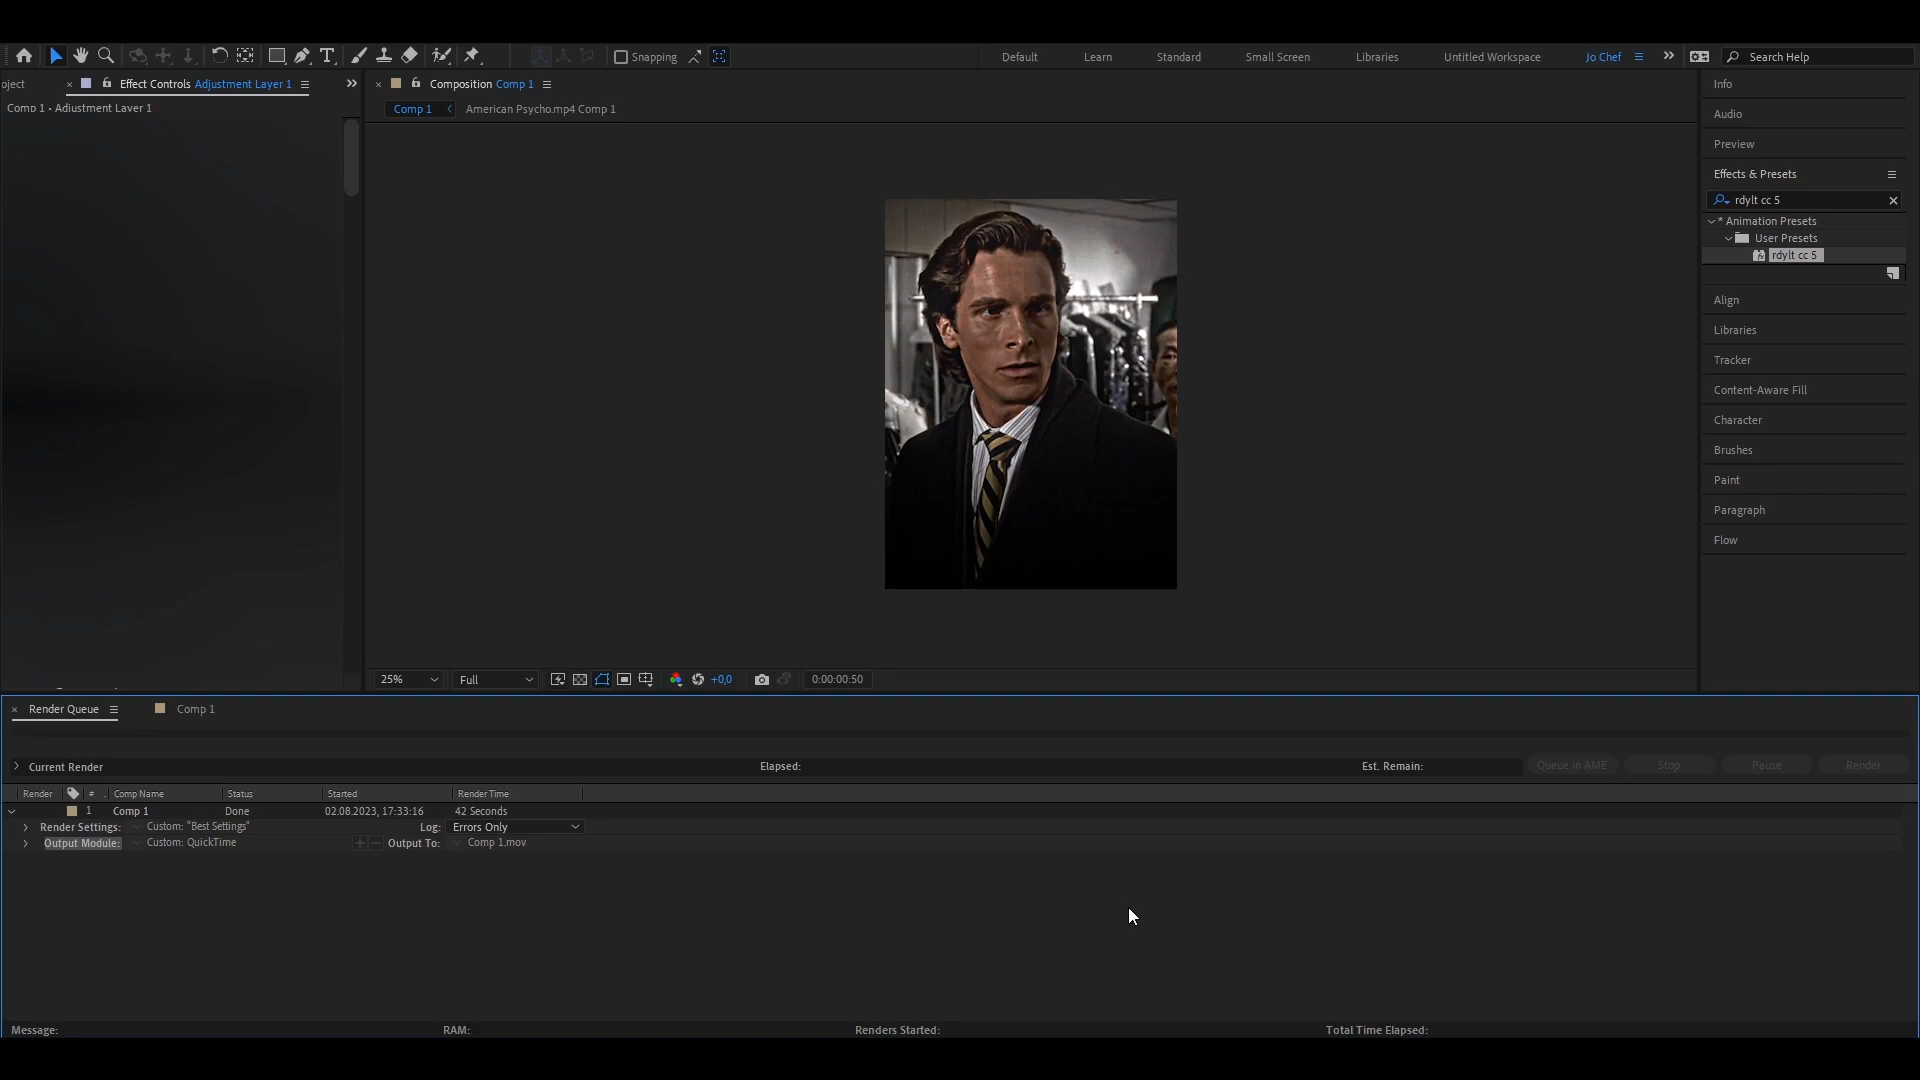 Snapping
Default
Learn
Standard
Small Screen
Libraries
Untitled Workspace
Jo Chef
Search Help
oject
Effect Controls Adjustment Layer 1
Composition Comp 1
Comp 1 • Adjustment Layer 1
Comp 1
American Psycho.mp4 Comp 1
Info
Audio
Preview
Effects & Presets
rdylt cc 5
* Animation Presets
User Presets
rdylt cc 5
Align
Libraries
Tracker
Content-Aware Fill
Character
Brushes
Paint
Paragraph
Flow
25%
Full
+0,0
0:00:00:50
Render Queue
Comp 1
Current Render
Elapsed:
Est. Remain:
Queue in AME
Stop
Pause
Render
Render # Comp Name Status Started Render Time
1 Comp 1 Done 02.08.2023, 17:33:16 42 Seconds
Render Settings: Custom: "Best Settings" Log: Errors Only
Output Module: Custom: QuickTime + − Output To: Comp 1.mov
Message:
RAM:
Renders Started:
Total Time Elapsed: